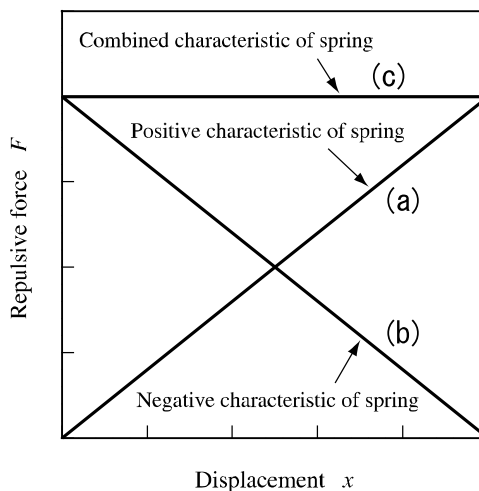 Combined characteristic of spring
(c)
Positive characteristic of spring
(a)
Repulsive force F
(b)
Negative characteristic of spring
Displacement x